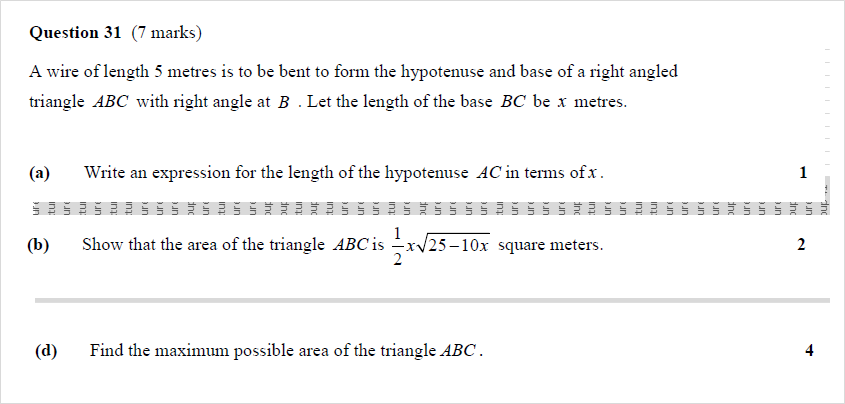 Question 31 (7 marks)
A wire of length 5 metres is to be bent to form the hypotenuse and base of a right angled
triangle ABC with right angle at B . Let the length of the base BC be x metres.
(a) Write an expression for the length of the hypotenuse AC in terms of x . 1
(b) Show that the area of the triangle ABC is 1/2 x√(25−10x) square meters. 2
(d) Find the maximum possible area of the triangle ABC . 4